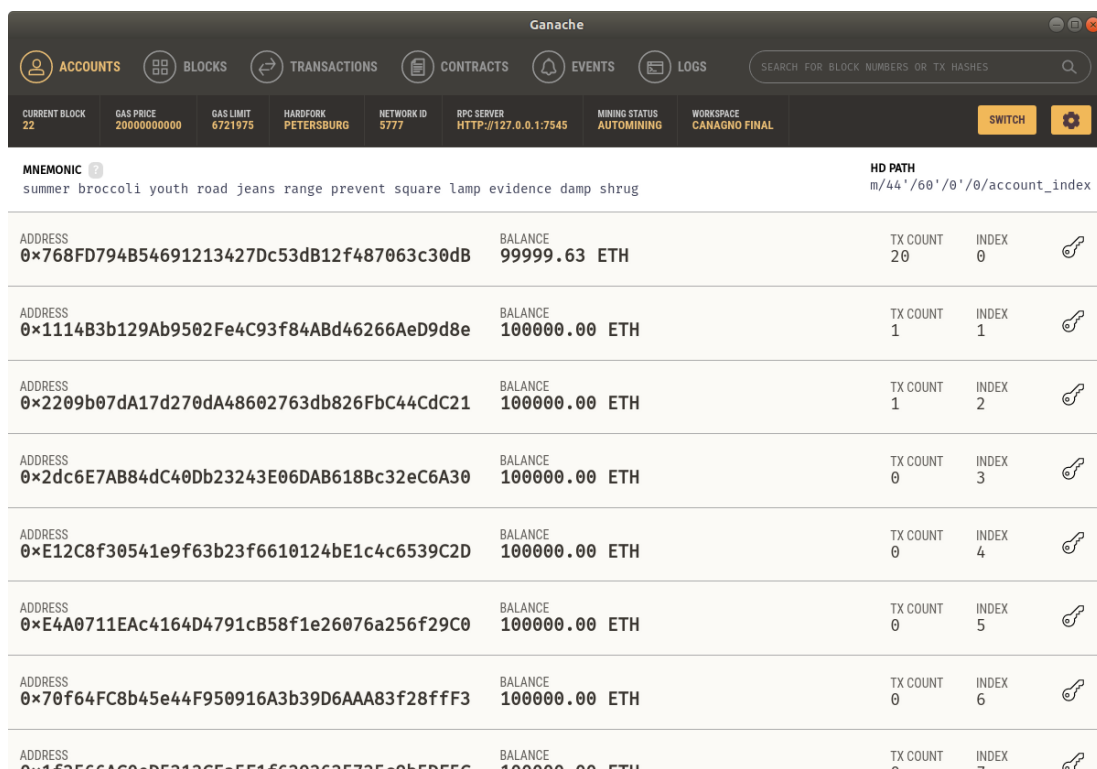 Ganache
ACCOUNTS BLOCKS TRANSACTIONS CONTRACTS EVENTS LOGS SEARCH FOR BLOCK NUMBERS OR TX HASHES
CURRENT BLOCK GAS PRICE GAS LIMIT HARDFORK NETWORK ID RPC SERVER MINING STATUS WORKSPACE
22 20000000000 6721975 PETERSBURG 5777 HTTP://127.0.0.1:7545 AUTOMINING CANAGNO FINAL SWITCH
MNEMONIC ? HD PATH
summer broccoli youth road jeans range prevent square lamp evidence damp shrug m/44'/60'/0'/0/account_index
ADDRESS BALANCE TX COUNT INDEX
0×768FD794B54691213427Dc53dB12f487063c30dB 99999.63 ETH 20 0
ADDRESS BALANCE TX COUNT INDEX
0×1114B3b129Ab9502Fe4C93f84ABd46266AeD9d8e 100000.00 ETH 1 1
ADDRESS BALANCE TX COUNT INDEX
0×2209b07dA17d270dA48602763db826FbC44CdC21 100000.00 ETH 1 2
ADDRESS BALANCE TX COUNT INDEX
0×2dc6E7AB84dC40Db23243E06DAB618Bc32eC6A30 100000.00 ETH 0 3
ADDRESS BALANCE TX COUNT INDEX
0×E12C8f30541e9f63b23f6610124bE1c4c6539C2D 100000.00 ETH 0 4
ADDRESS BALANCE TX COUNT INDEX
0×E4A0711EAc4164D4791cB58f1e26076a256f29C0 100000.00 ETH 0 5
ADDRESS BALANCE TX COUNT INDEX
0×70f64FC8b45e44F950916A3b39D6AAA83f28ffF3 100000.00 ETH 0 6
ADDRESS BALANCE TX COUNT INDEX